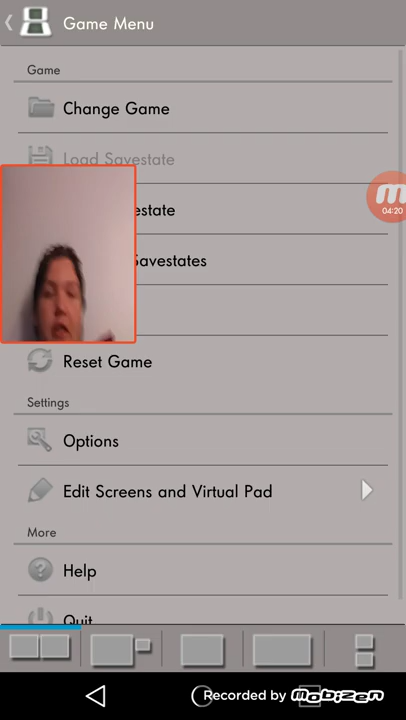 Game Menu
Game
Change Game
Load Savestate
estate
Savestates
Reset Game
Settings
Options
Edit Screens and Virtual Pad
More
Help
Quit
04:20
Recorded by mobizen